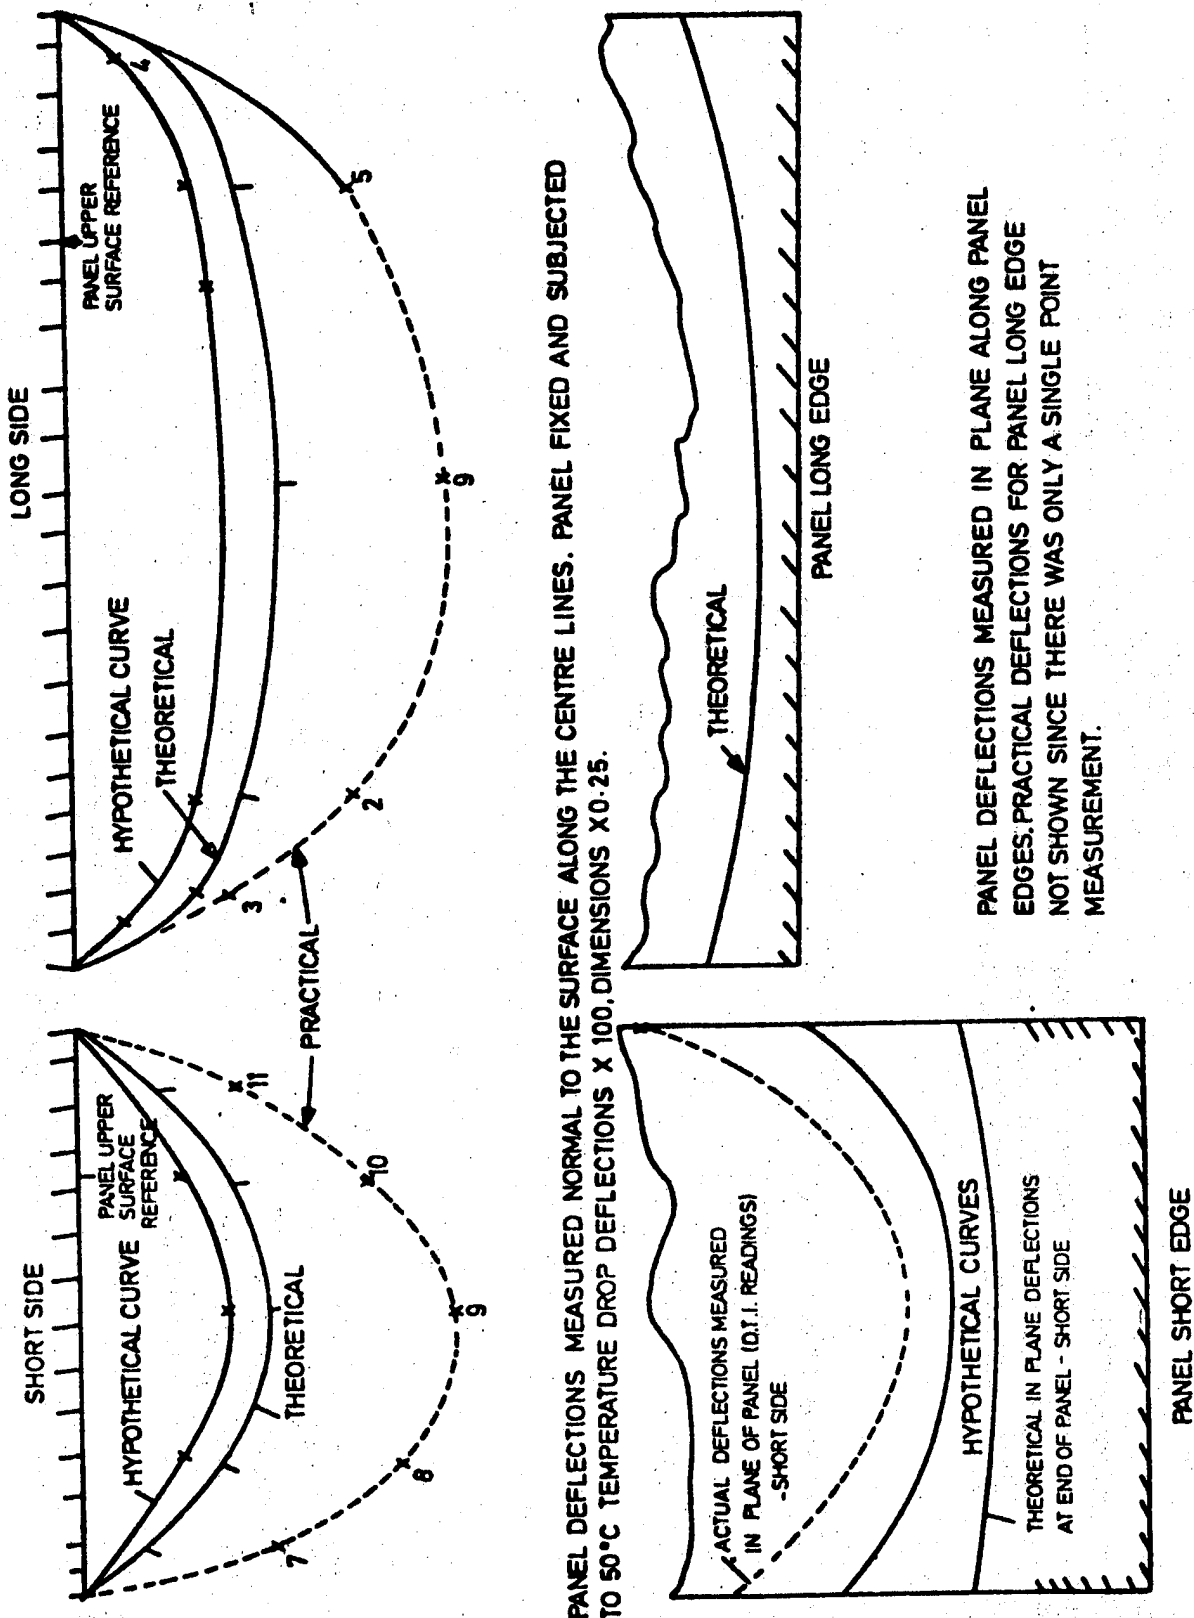 SHORT SIDE
LONG SIDE
PANEL UPPER
SURFACE
REFERENCE
HYPOTHETICAL CURVE
THEORETICAL
7
8
9
10
11
PRACTICAL
PANEL UPPER
SURFACE REFERENCE
HYPOTHETICAL CURVE
THEORETICAL
3
2
9
5
4
PANEL DEFLECTIONS MEASURED NORMAL TO THE SURFACE ALONG THE CENTRE LINES. PANEL FIXED AND SUBJECTED
TO 50°C TEMPERATURE DROP DEFLECTIONS X 100, DIMENSIONS X 0·25.
ACTUAL DEFLECTIONS MEASURED
IN PLANE OF PANEL (D.T.I. READINGS)
-SHORT SIDE
HYPOTHETICAL CURVES
THEORETICAL IN PLANE DEFLECTIONS
AT END OF PANEL - SHORT SIDE
PANEL SHORT EDGE
THEORETICAL
PANEL LONG EDGE
PANEL DEFLECTIONS MEASURED IN PLANE ALONG PANEL
EDGES. PRACTICAL DEFLECTIONS FOR PANEL LONG EDGE
NOT SHOWN SINCE THERE WAS ONLY A SINGLE POINT
MEASUREMENT.